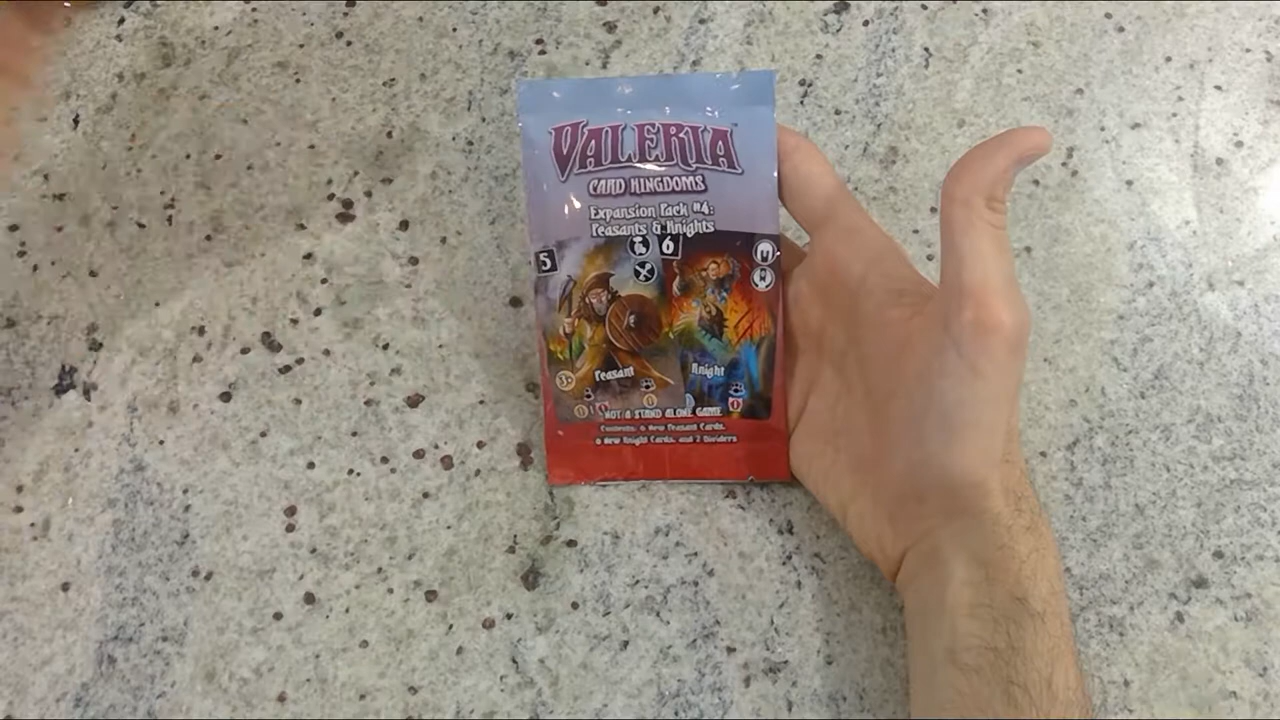 VALERIA
CARD KINGDOMS
Expansion Pack #4:
Peasants & Knights
5
6
3
Peasant
Knight
NOT A STAND ALONE GAME
Contents: 6 New Peasant Cards,
6 New Knight Cards, and 2 Dividers